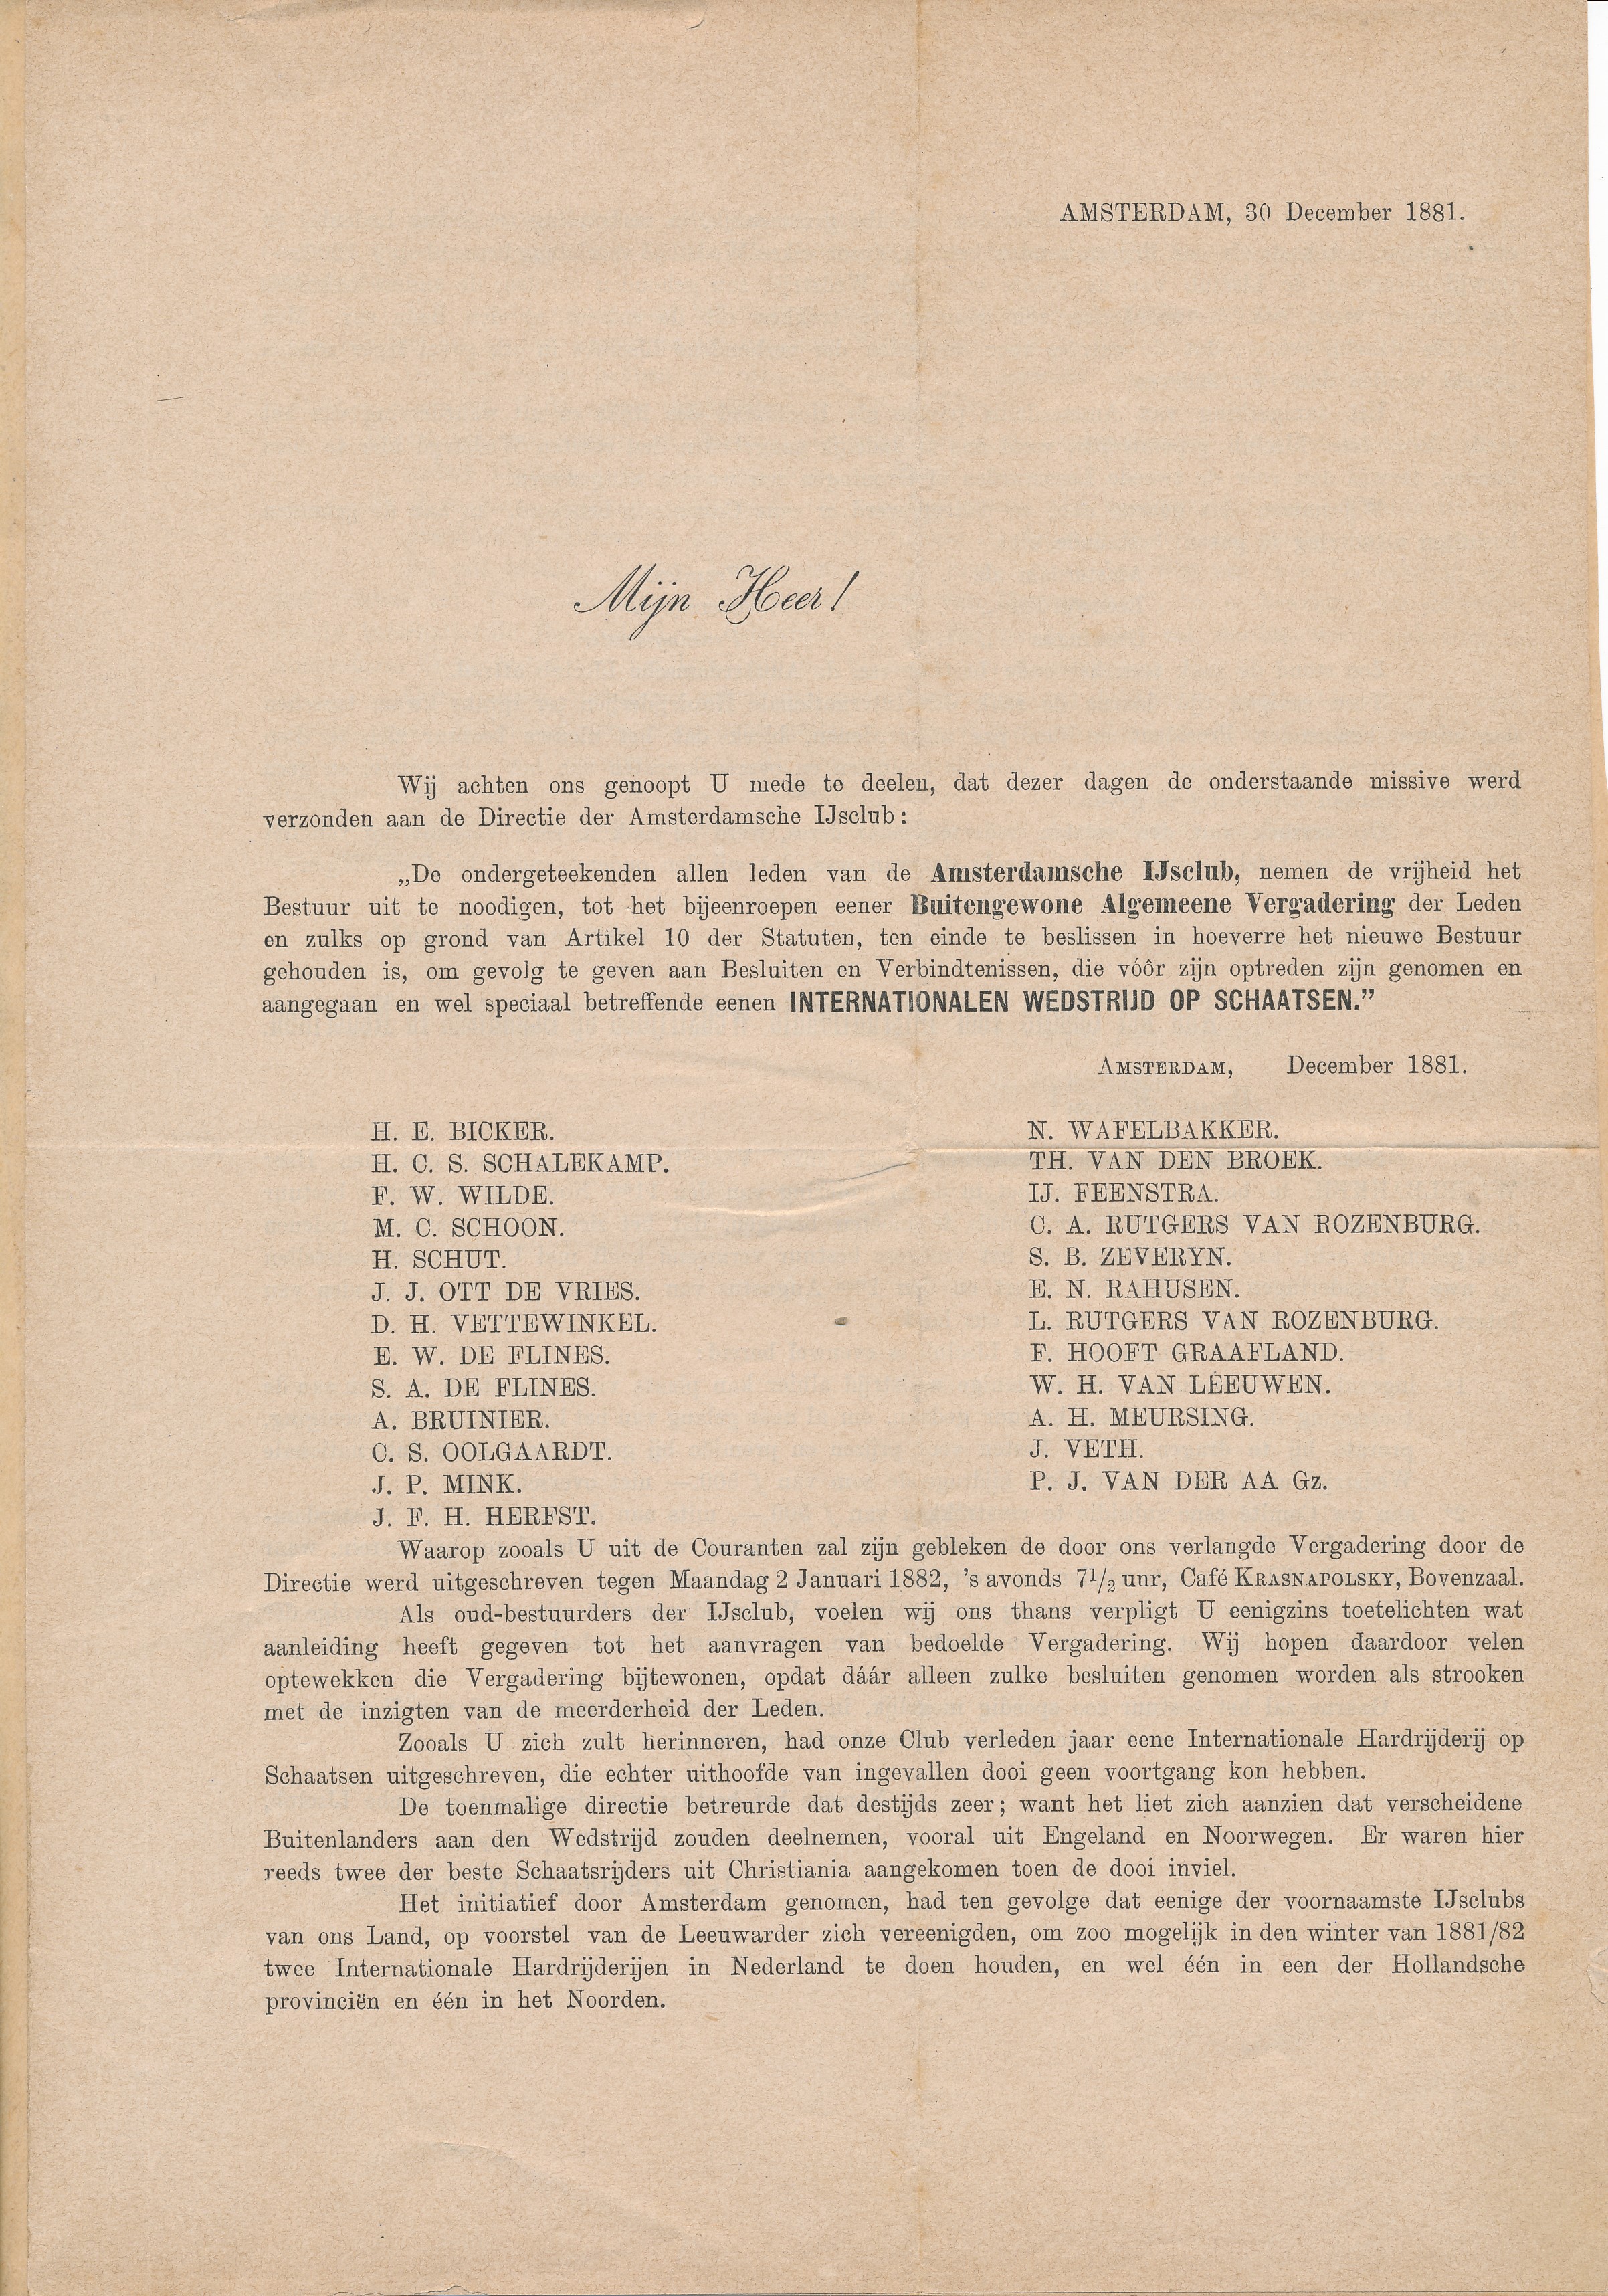 AMSTERDAM, 30 December 1881.
Mijn Heer!
Wij achten ons genoopt U mede te deelen, dat dezer dagen de onderstaande missive werd
verzonden aan de Directie der Amsterdamsche IJsclub:
„De ondergeteekenden allen leden van de Amsterdamsche IJsclub, nemen de vrijheid het
Bestuur uit te noodigen, tot het bijeenroepen eener Buitengewone Algemeene Vergadering der Leden
en zulks op grond van Artikel 10 der Statuten, ten einde te beslissen in hoeverre het nieuwe Bestuur
gehouden is, om gevolg te geven aan Besluiten en Verbindtenissen, die vóór zijn optreden zijn genomen en
aangegaan en wel speciaal betreffende eenen INTERNATIONALEN WEDSTRIJD OP SCHAATSEN.”
AMSTERDAM, December 1881.
H. E. BICKER.
H. C. S. SCHALEKAMP.
F. W. WILDE.
M. C. SCHOON.
H. SCHUT.
J. J. OTT DE VRIES.
D. H. VETTEWINKEL.
E. W. DE FLINES.
S. A. DE FLINES.
A. BRUINIER.
C. S. OOLGAARDT.
J. P. MINK.
J. F. H. HERFST.
N. WAFELBAKKER.
TH. VAN DEN BROEK.
IJ. FEENSTRA.
C. A. RUTGERS VAN ROZENBURG.
S. B. ZEVERYN.
E. N. RAHUSEN.
L. RUTGERS VAN ROZENBURG.
F. HOOFT GRAAFLAND.
W. H. VAN LEEUWEN.
A. H. MEURSING.
J. VETH.
P. J. VAN DER AA Gz.
Waarop zooals U uit de Couranten zal zijn gebleken de door ons verlangde Vergadering door de
Directie werd uitgeschreven tegen Maandag 2 Januari 1882, 's avonds 7 1/2 uur, Café KRASNAPOLSKY, Bovenzaal.
Als oud-bestuurders der IJsclub, voelen wij ons thans verpligt U eenigzins toetelichten wat
aanleiding heeft gegeven tot het aanvragen van bedoelde Vergadering. Wij hopen daardoor velen
optewekken die Vergadering bijtewonen, opdat dáár alleen zulke besluiten genomen worden als strooken
met de inzigten van de meerderheid der Leden.
Zooals U zich zult herinneren, had onze Club verleden jaar eene Internationale Hardrijderij op
Schaatsen uitgeschreven, die echter uithoofde van ingevallen dooi geen voortgang kon hebben.
De toenmalige directie betreurde dat destijds zeer; want het liet zich aanzien dat verscheidene
Buitenlanders aan den Wedstrijd zouden deelnemen, vooral uit Engeland en Noorwegen. Er waren hier
reeds twee der beste Schaatsrijders uit Christiania aangekomen toen de dooi inviel.
Het initiatief door Amsterdam genomen, had ten gevolge dat eenige der voornaamste IJsclubs
van ons Land, op voorstel van de Leeuwarder zich vereenigden, om zoo mogelijk in den winter van 1881/82
twee Internationale Hardrijderijen in Nederland te doen houden, en wel één in een der Hollandsche
provinciën en één in het Noorden.